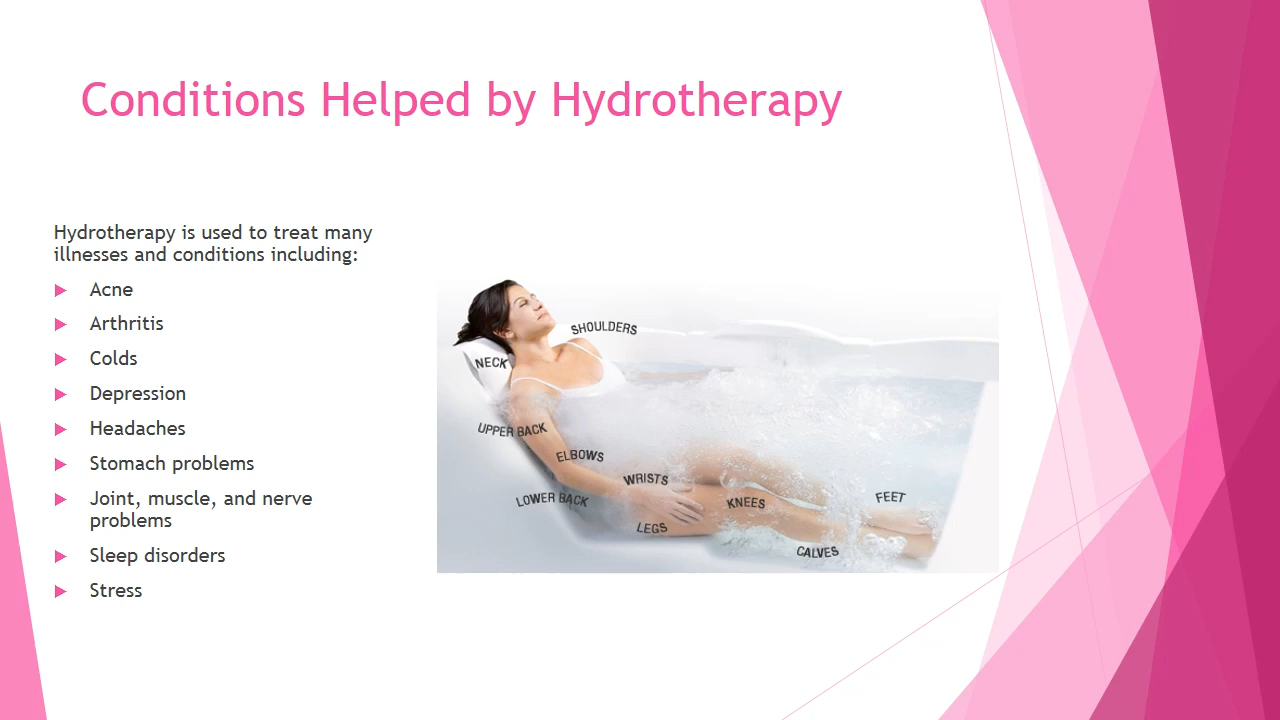 Conditions Helped by Hydrotherapy
Hydrotherapy is used to treat many
illnesses and conditions including:
Acne
Arthritis
Colds
Depression
Headaches
Stomach problems
Joint, muscle, and nerve
problems
Sleep disorders
Stress
SHOULDERS
NECK
UPPER BACK
ELBOWS
WRISTS
LOWER BACK
KNEES
FEET
LEGS
CALVES